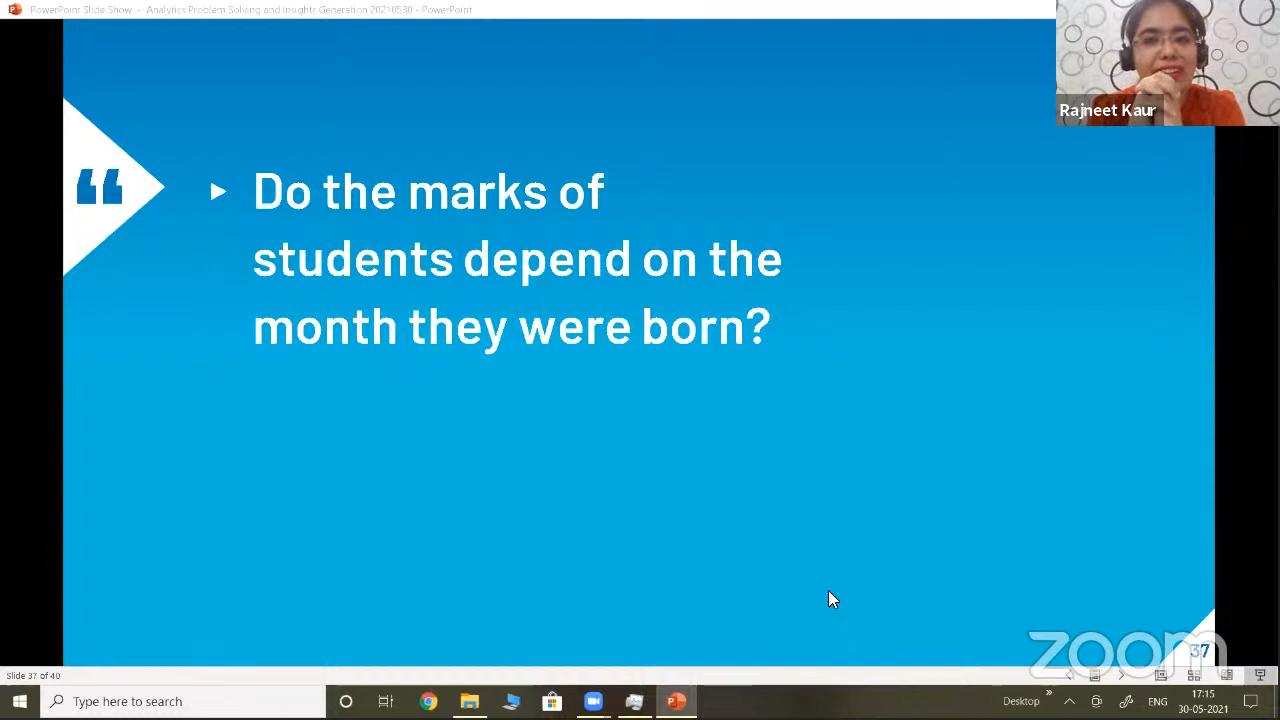 PowerPoint Slide Show - Analytics Problem Solving and Insights Generation 20210530 - PowerPoint
Rajneet Kaur
“
Do the marks of
students depend on the
month they were born?
zoom
37
Slide 37 of 40
Type here to search
Desktop
ENG
17:15
30-05-2021